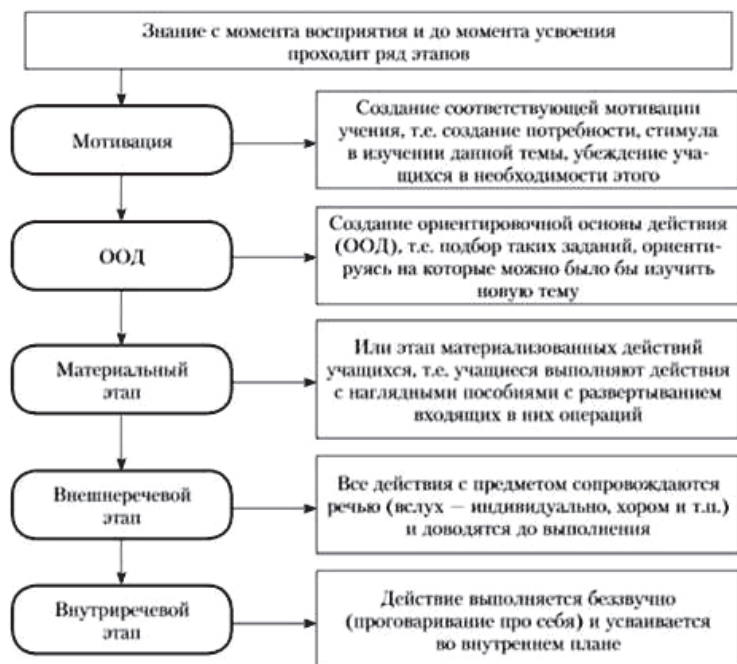 Знание с момента восприятия и до момента усвоения
проходит ряд этапов
Мотивация
Создание соответствующей мотивации
учения, т.е. создание потребности, стимула
в изучении данной темы, убеждение уча-
щихся в необходимости этого
ООД
Создание ориентировочной основы действия
(ООД), т.е. подбор таких заданий, ориенти-
руясь на которые можно было бы изучить
новую тему
Материальный
этап
Или этап материализованных действий
учащихся, т.е. учащиеся выполняют действия
с наглядными пособиями с развертыванием
входящих в них операций
Внешнеречевой
этап
Все действия с предметом сопровождаются
речью (вслух — индивидуально, хором и т.п.)
и доводятся до выполнения
Внутриречевой
этап
Действие выполняется беззвучно
(проговаривание про себя) и усваивается
во внутреннем плане